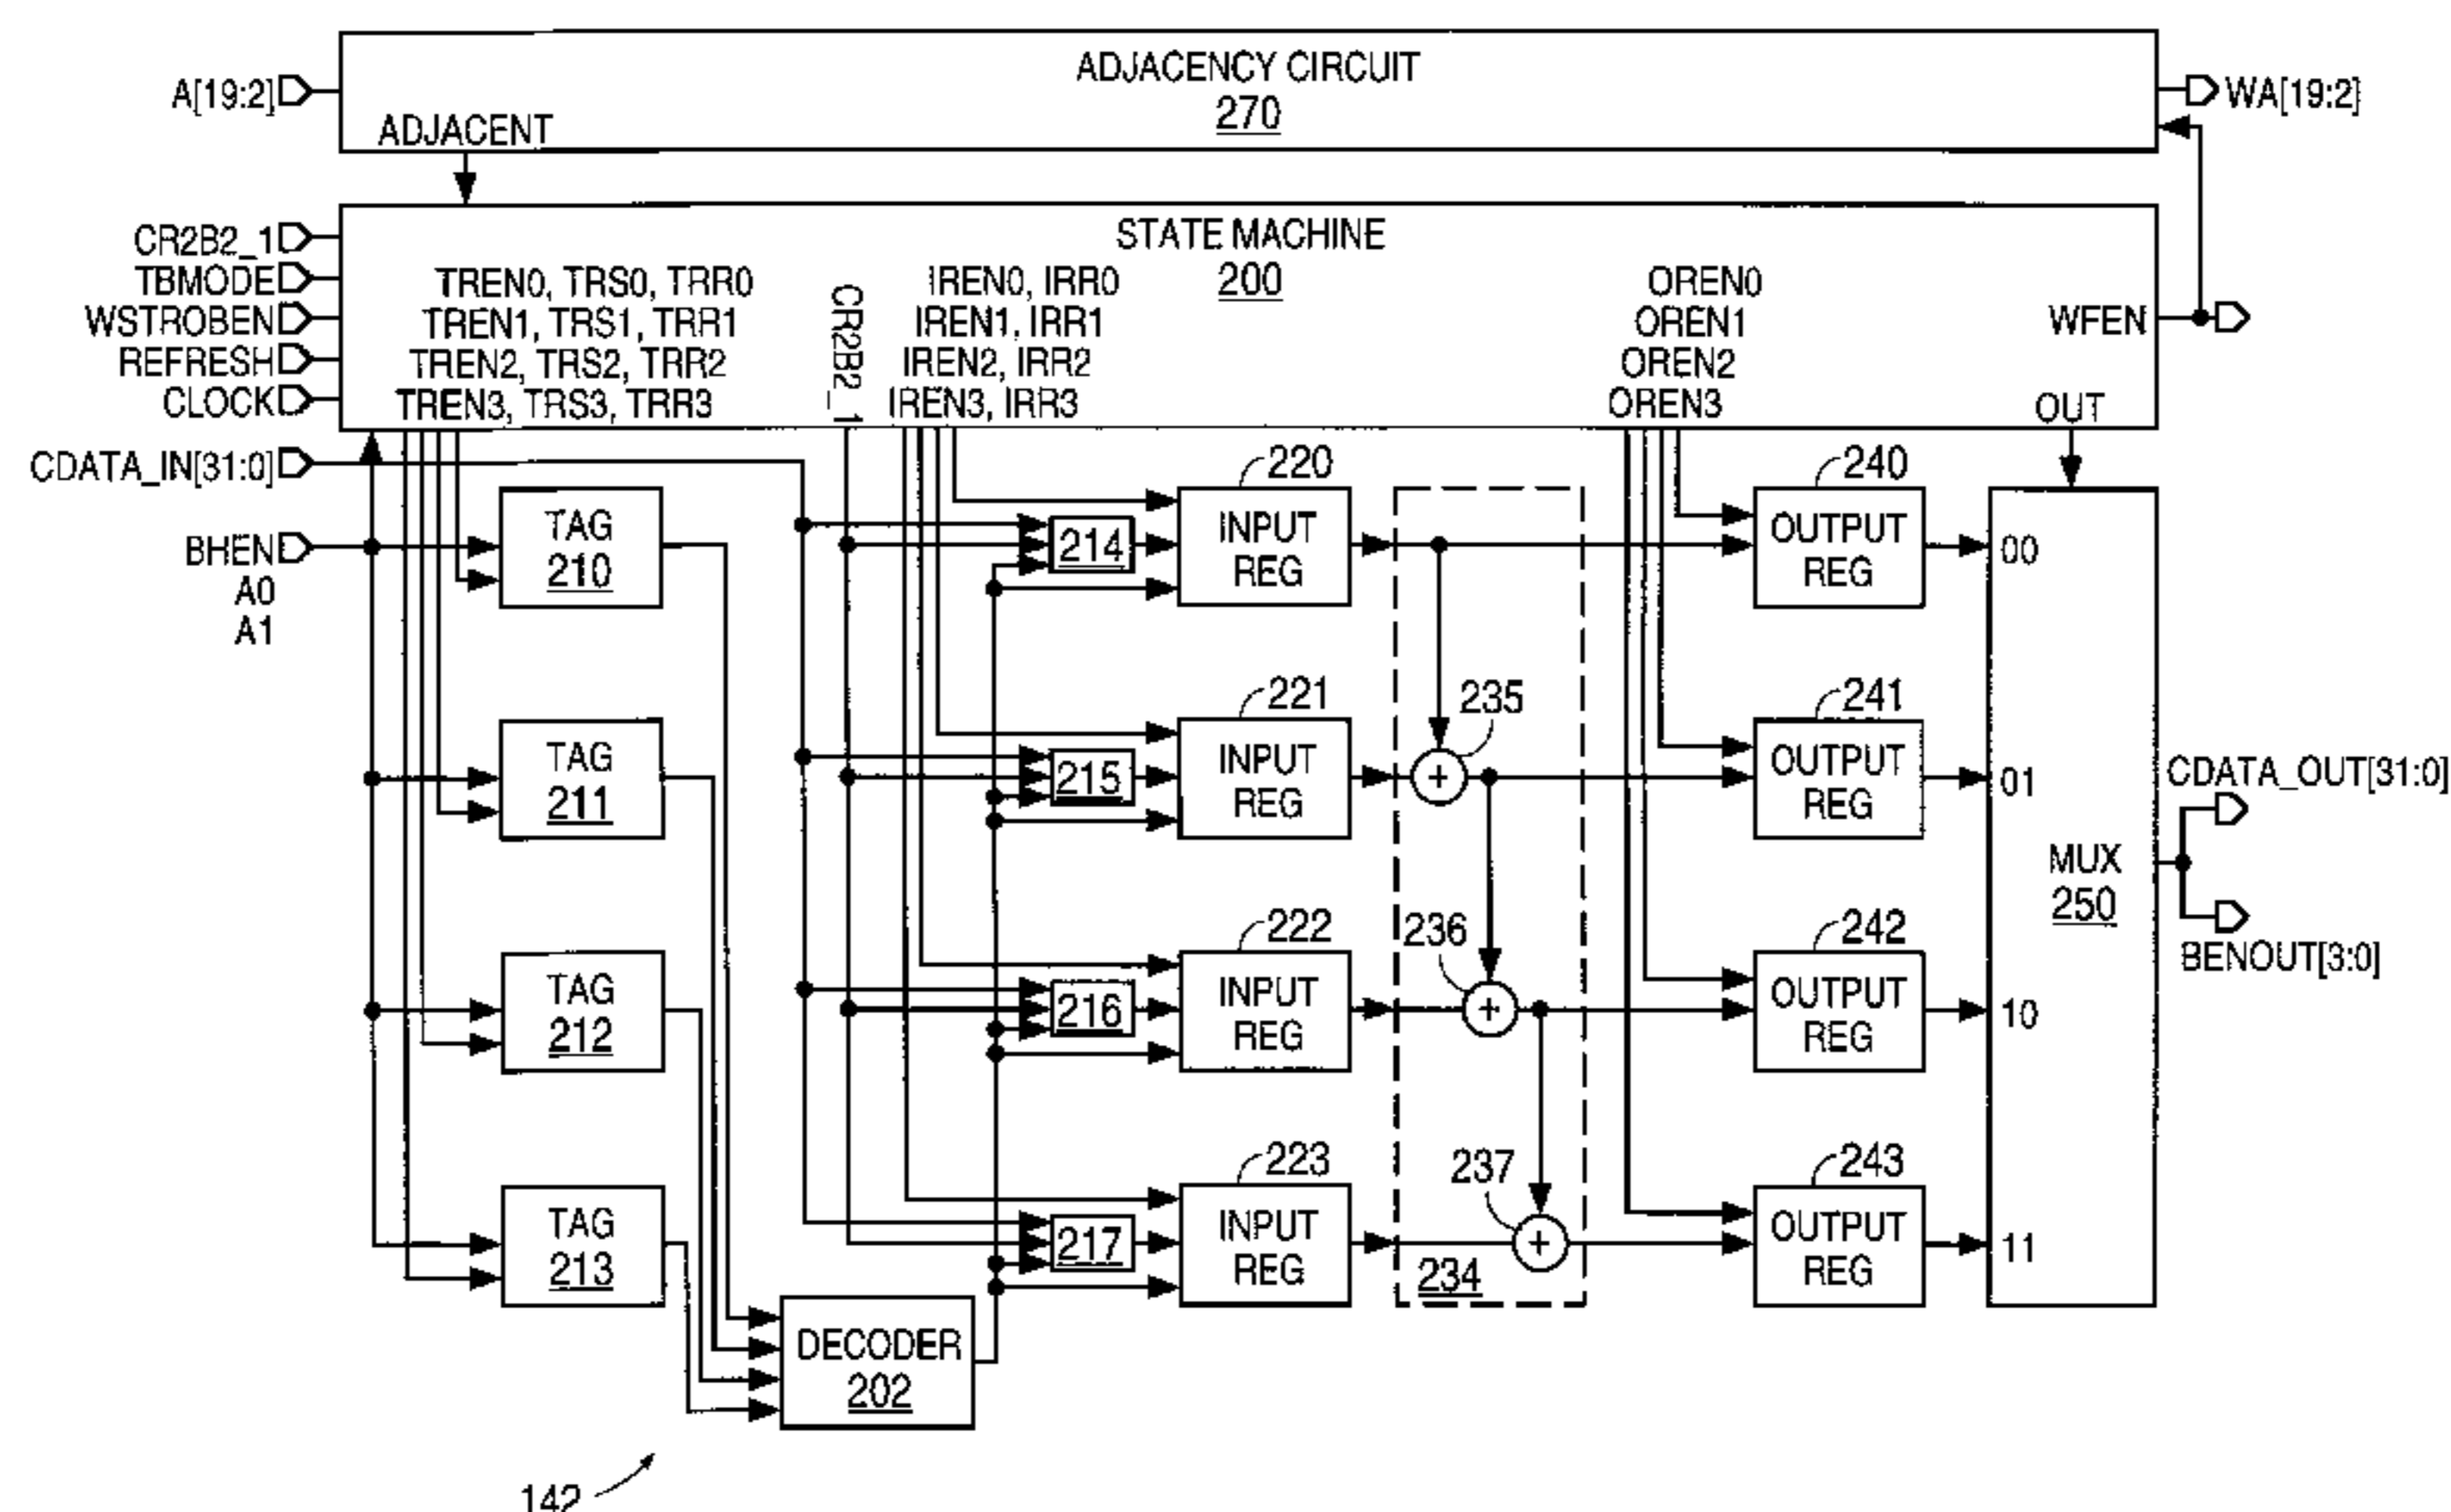 ADJACENCY CIRCUIT
270
A[19:2]
WA[19:2]
ADJACENT
STATE MACHINE
200
CR2B2_1
TBMODE
WSTROBEN
REFRESH
CLOCK
TREN0, TRS0, TRR0
TREN1, TRS1, TRR1
TREN2, TRS2, TRR2
TREN3, TRS3, TRR3
CR2B2_1
IREN0, IRR0
IREN1, IRR1
IREN2, IRR2
IREN3, IRR3
OREN0
OREN1
OREN2
OREN3
WFEN
OUT
CDATA_IN[31:0]
BHEN
A0
A1
TAG
210
TAG
211
TAG
212
TAG
213
DECODER
202
214
215
216
217
220
INPUT
REG
221
INPUT
REG
222
INPUT
REG
223
INPUT
REG
235
+
236
+
237
+
234
240
OUTPUT
REG
241
OUTPUT
REG
242
OUTPUT
REG
243
OUTPUT
REG
00
01
10
11
MUX
250
CDATA_OUT[31:0]
BENOUT[3:0]
142